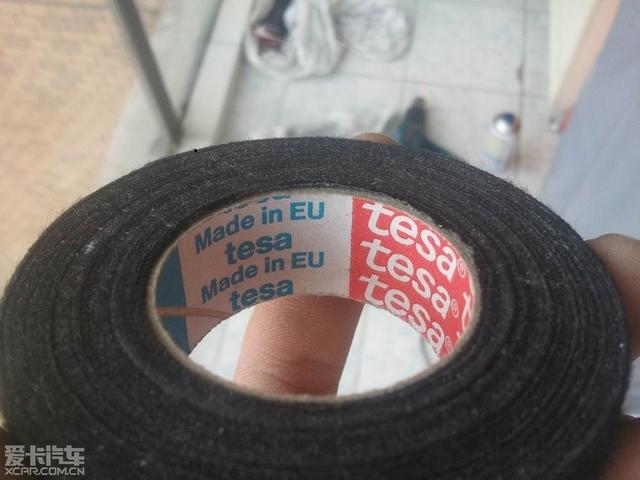 Made in EU
tesa
Made in EU
tesa
tesa®
tesa®
tesa®
爱卡汽车
XCAR.COM.CN